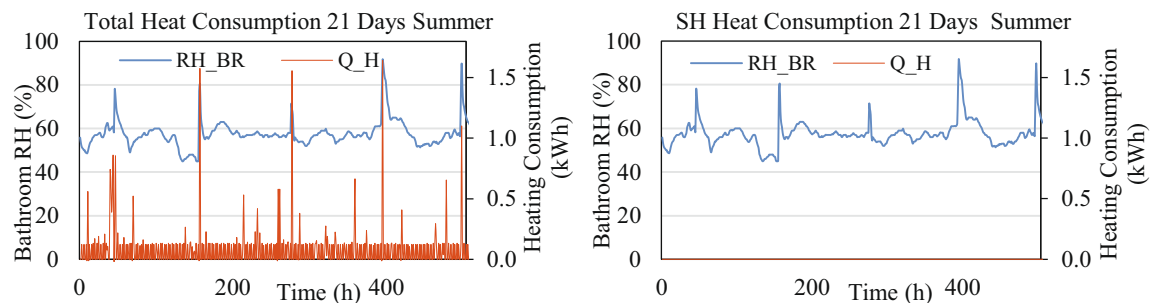 Total Heat Consumption 21 Days Summer
100
80
60
40
20
0
Bathroom RH (%)
RH_BR
Q_H
1.5
1.0
0.5
0.0
Heating Consumption
(kWh)
0
200
400
Time (h)
SH Heat Consumption 21 Days Summer
100
80
60
40
20
0
Bathroom RH (%)
RH_BR
Q_H
1.5
1.0
0.5
0.0
Heating Consumption
(kWh)
0
200
400
Time (h)